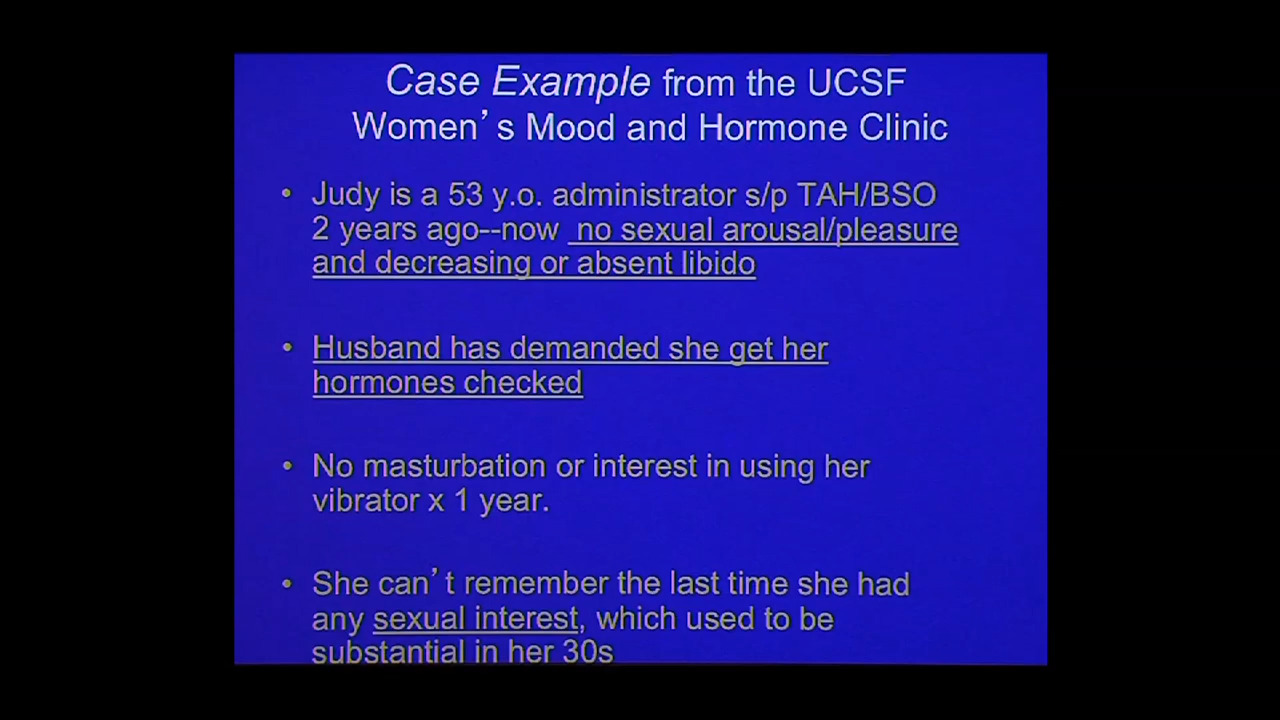 Case Example from the UCSF
Women's Mood and Hormone Clinic
• Judy is a 53 y.o. administrator s/p TAH/BSO
2 years ago--now no sexual arousal/pleasure
and decreasing or absent libido
• Husband has demanded she get her
hormones checked
• No masturbation or interest in using her
vibrator x 1 year.
• She can't remember the last time she had
any sexual interest, which used to be
substantial in her 30s